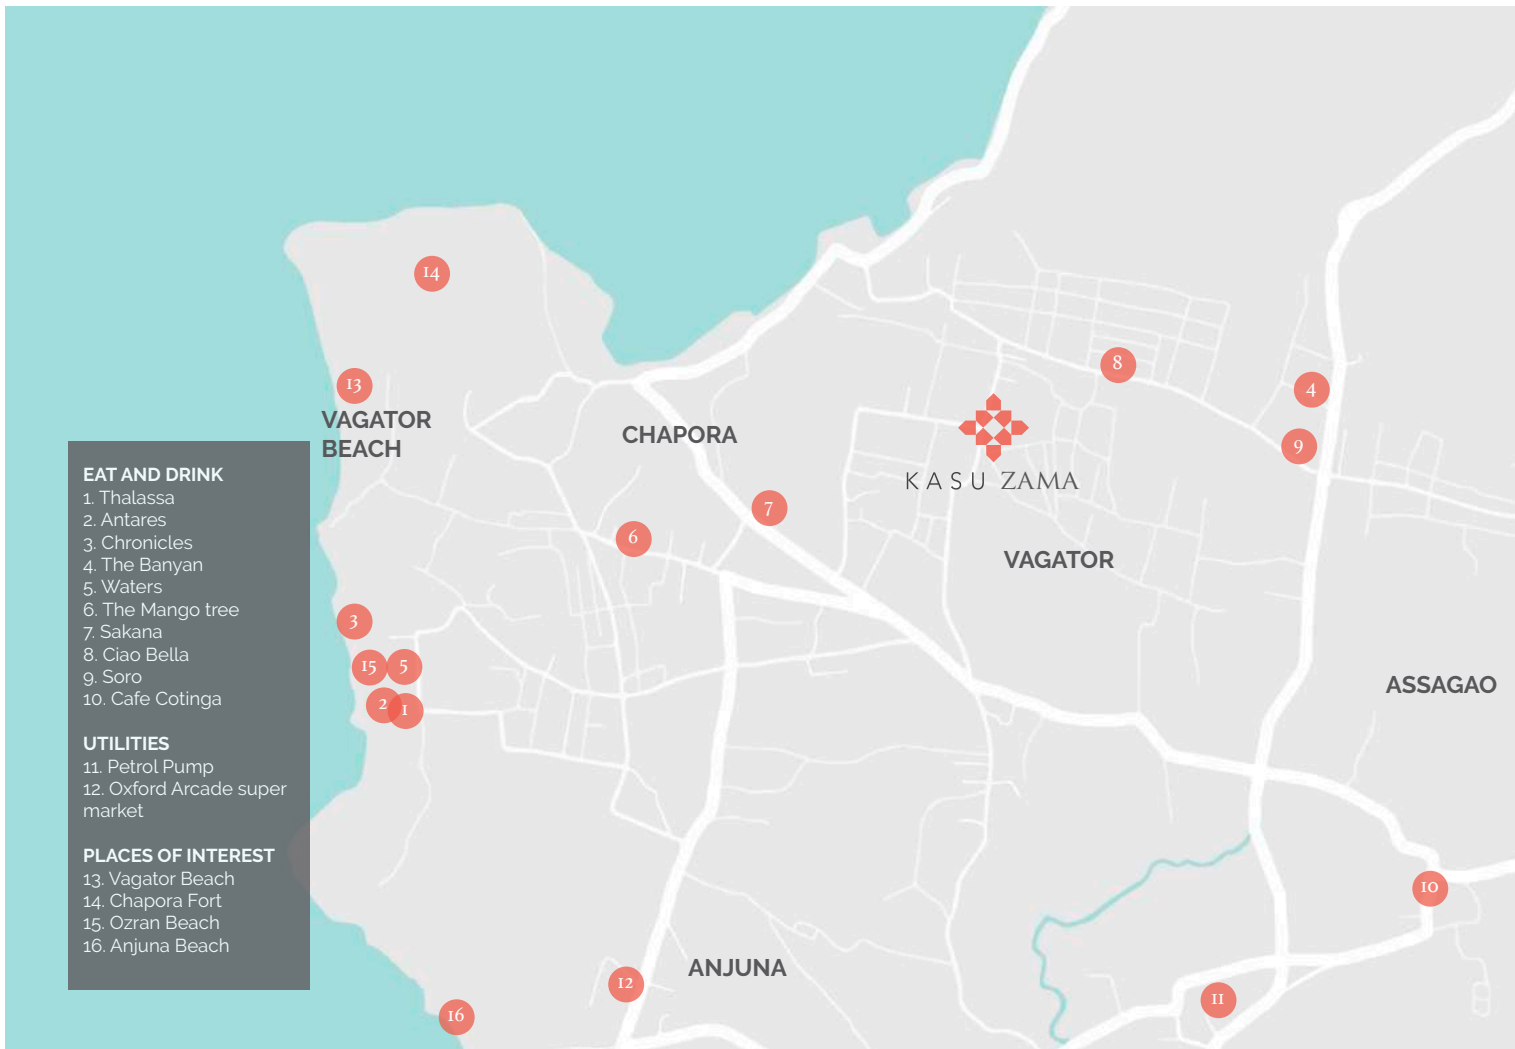 14
8
13
4
VAGATOR
BEACH
CHAPORA
9
KASU ZAMA
7
6
VAGATOR
3
15
5
2
1
ASSAGAO
10
ANJUNA
12
11
16
EAT AND DRINK
1. Thalassa
2. Antares
3. Chronicles
4. The Banyan
5. Waters
6. The Mango tree
7. Sakana
8. Ciao Bella
9. Soro
10. Cafe Cotinga
UTILITIES
11. Petrol Pump
12. Oxford Arcade super
market
PLACES OF INTEREST
13. Vagator Beach
14. Chapora Fort
15. Ozran Beach
16. Anjuna Beach